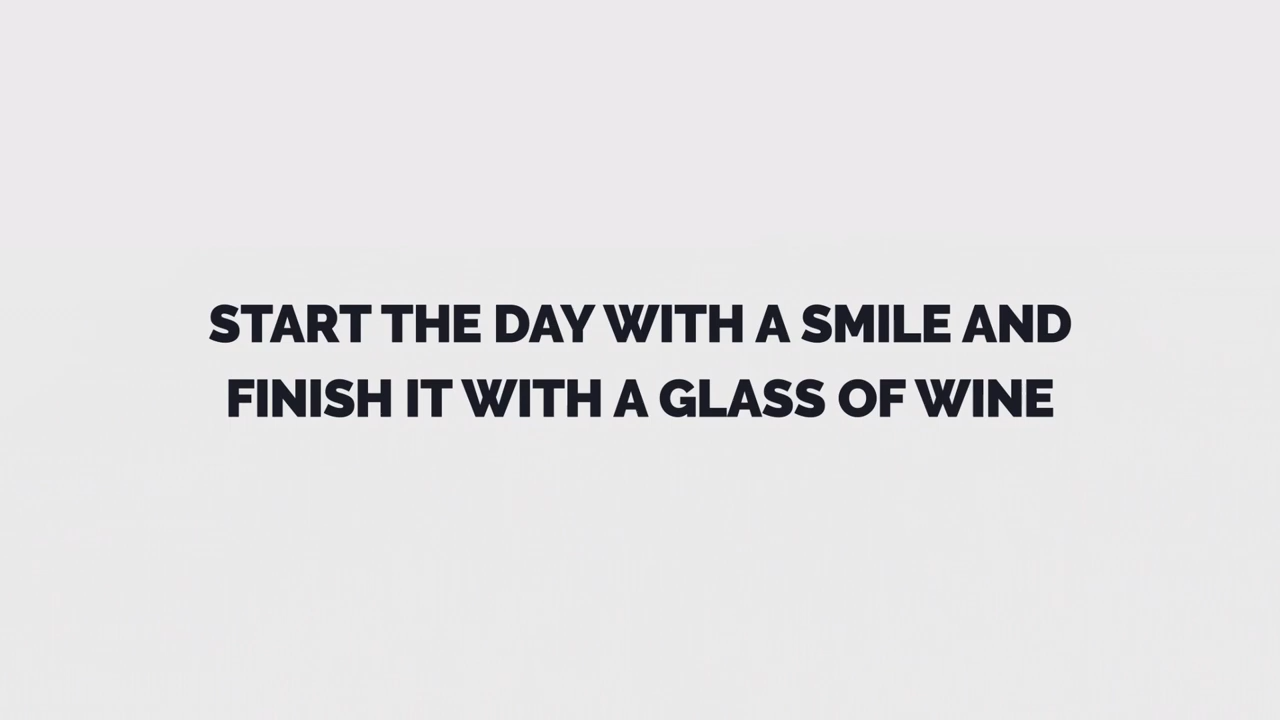 START THE DAY WITH A SMILE AND
FINISH IT WITH A GLASS OF WINE